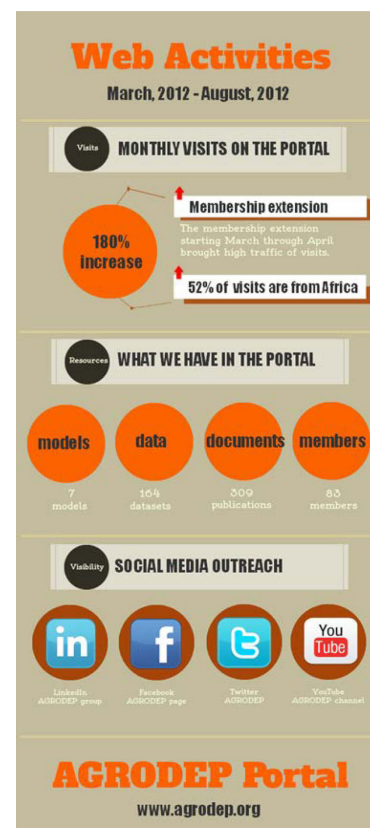 Web Activities
March, 2012 - August, 2012
Visits
MONTHLY VISITS ON THE PORTAL
180%
increase
Membership extension
The membership extension
starting March through April
brought high traffic of visits.
52% of visits are from Africa
Resources
WHAT WE HAVE IN THE PORTAL
models
data
documents
members
7
models
164
datasets
309
publications
83
members
Visibility
SOCIAL MEDIA OUTREACH
in
f
t
You
Tube
LinkedIn
AGRODEP group
Facebook
AGRODEP page
Twitter
AGRODEP
YouTube
AGRODEP channel
AGRODEP Portal
www.agrodep.org